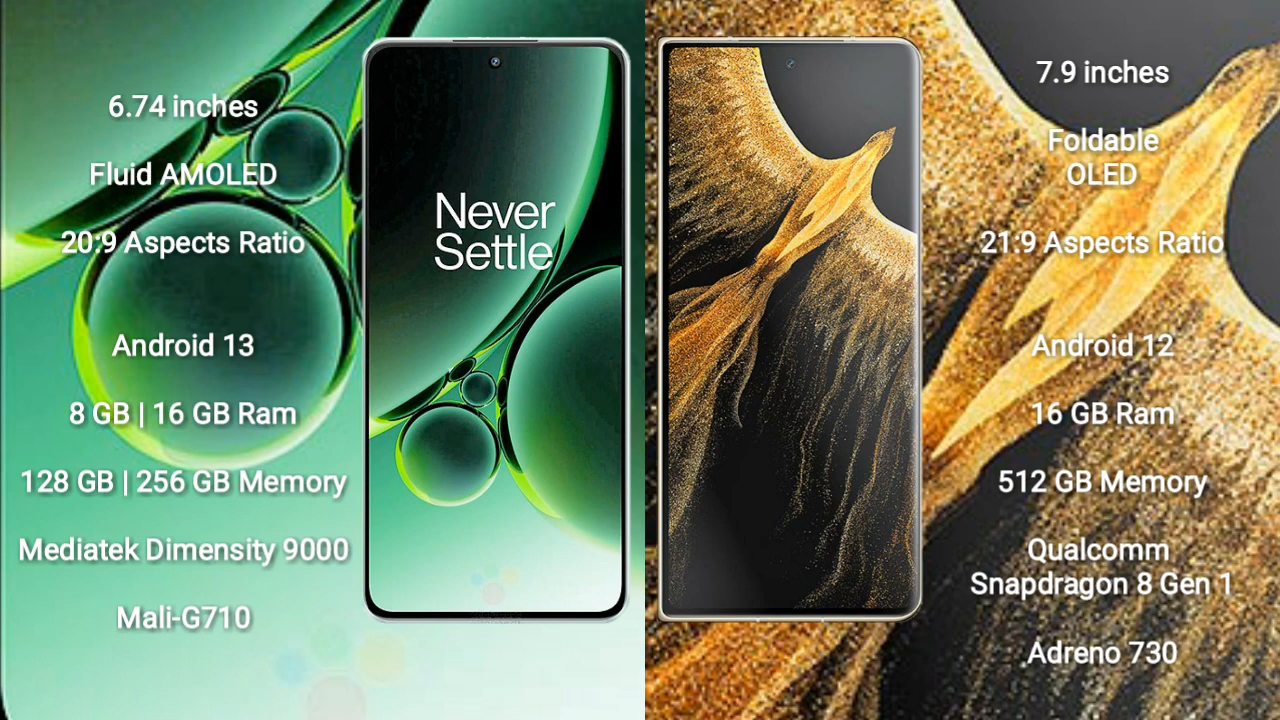 6.74 inches
Fluid AMOLED
20:9 Aspects Ratio
Android 13
8 GB | 16 GB Ram
128 GB | 256 GB Memory
Mediatek Dimensity 9000
Mali-G710
Never
Settle
7.9 inches
Foldable
OLED
21:9 Aspects Ratio
Android 12
16 GB Ram
512 GB Memory
Qualcomm
Snapdragon 8 Gen 1
Adreno 730